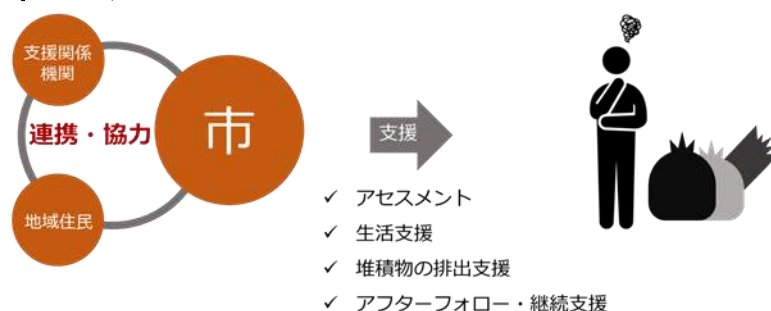 支援関係
機関
連携・協力
市
地域住民
支援
✓ アセスメント
✓ 生活支援
✓ 堆積物の排出支援
✓ アフターフォロー・継続支援